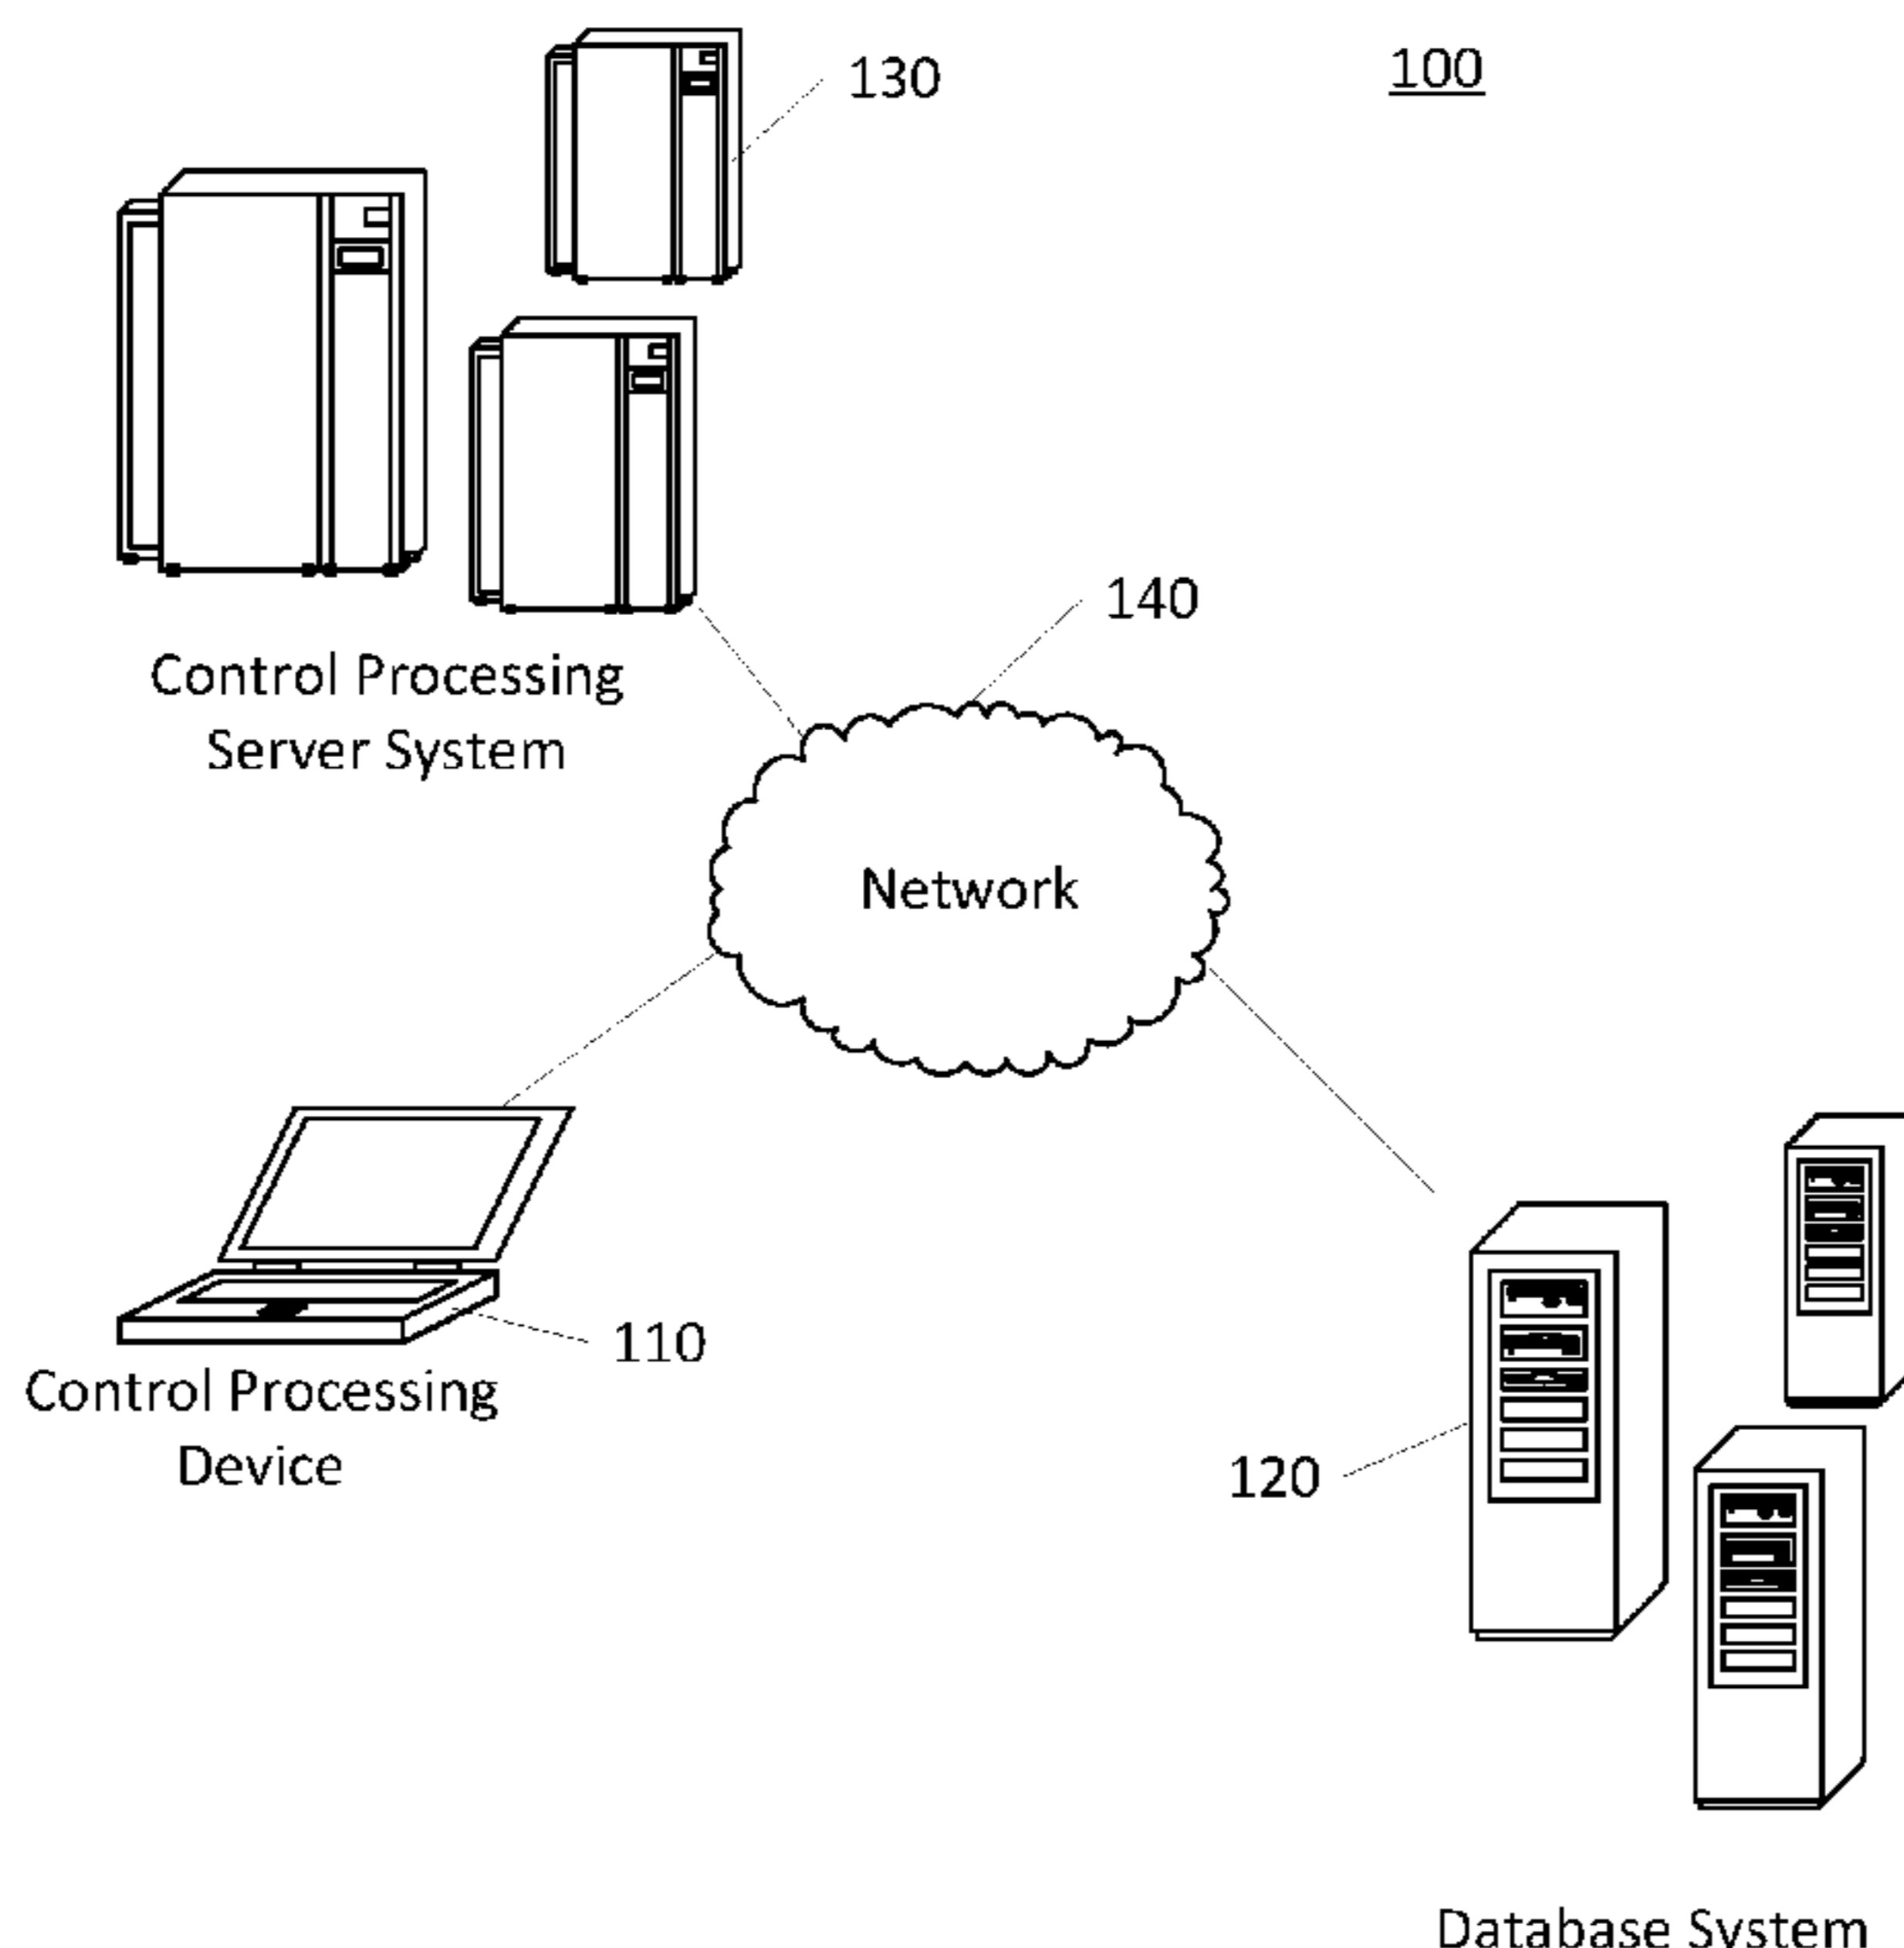 130
100
140
Control Processing
Server System
Network
110
Control Processing
Device
120
Database System